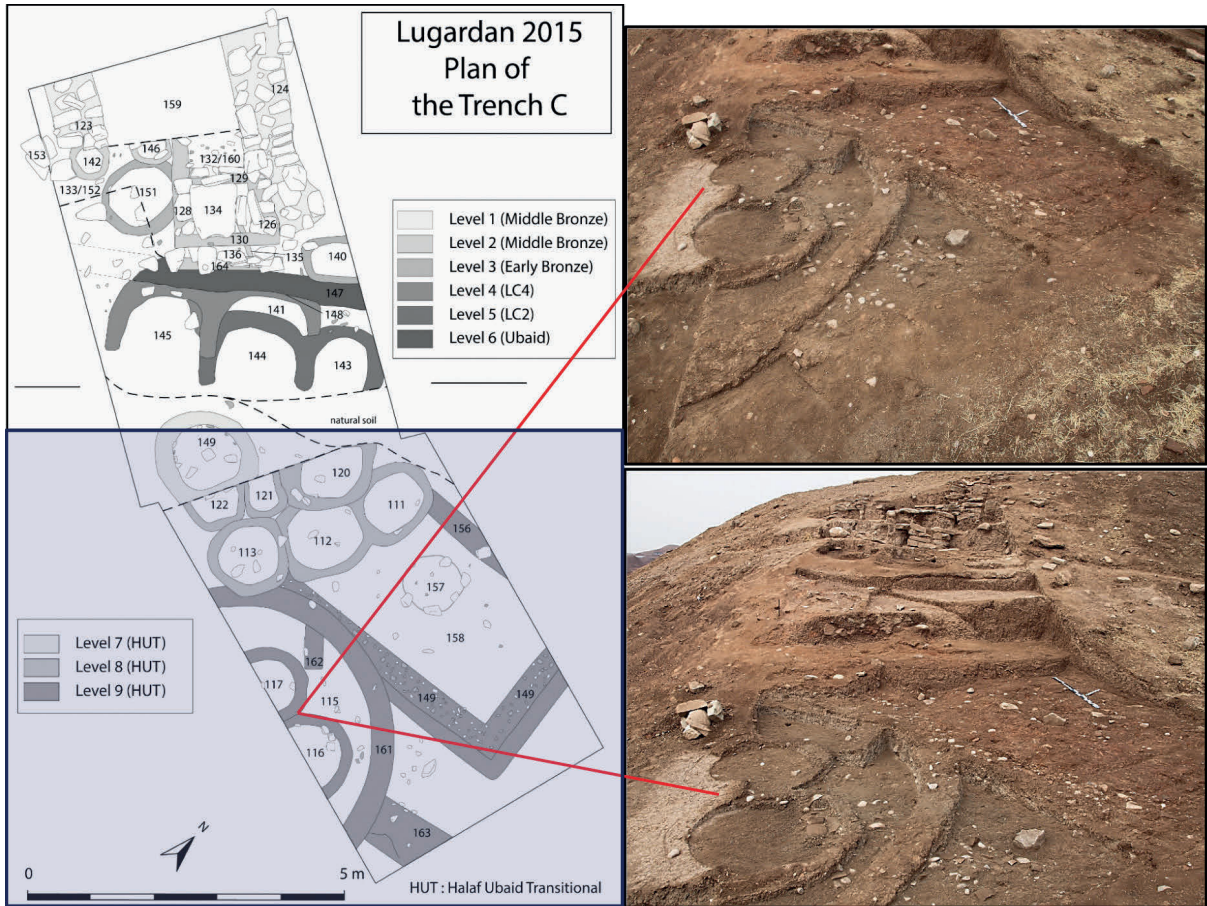 Lugardan 2015
Plan of
the Trench C
124
159
123
153
142
146
132/160
129
133/152
151
128
134
126
130
136
135
140
164
147
141
148
145
144
143
Level 1 (Middle Bronze)
Level 2 (Middle Bronze)
Level 3 (Early Bronze)
Level 4 (LC4)
Level 5 (LC2)
Level 6 (Ubaid)
natural soil
149
120
122
121
111
113
112
156
157
158
162
117
115
149
149
116
161
163
Level 7 (HUT)
Level 8 (HUT)
Level 9 (HUT)
N
0
5 m
HUT : Halaf Ubaid Transitional